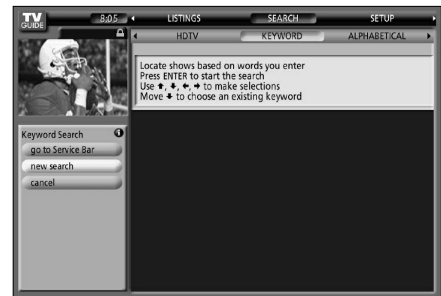 TV GUIDE 8:05 LISTINGS SEARCH SETUP
HDTV KEYWORD ALPHABETICAL
Locate shows based on words you enter
Press ENTER to start the search
Use ↑, ↓, ←, → to make selections
Move ↓ to choose an existing keyword
Keyword Search
go to Service Bar
new search
cancel